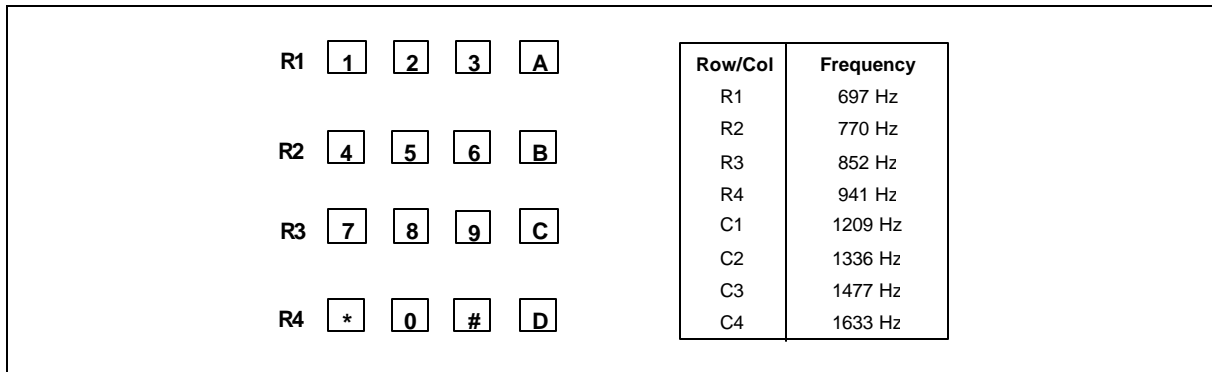 R1 1 2 3 A
R2 4 5 6 B
R3 7 8 9 C
R4 * 0 # D
Row/Col Frequency
R1 697 Hz
R2 770 Hz
R3 852 Hz
R4 941 Hz
C1 1209 Hz
C2 1336 Hz
C3 1477 Hz
C4 1633 Hz